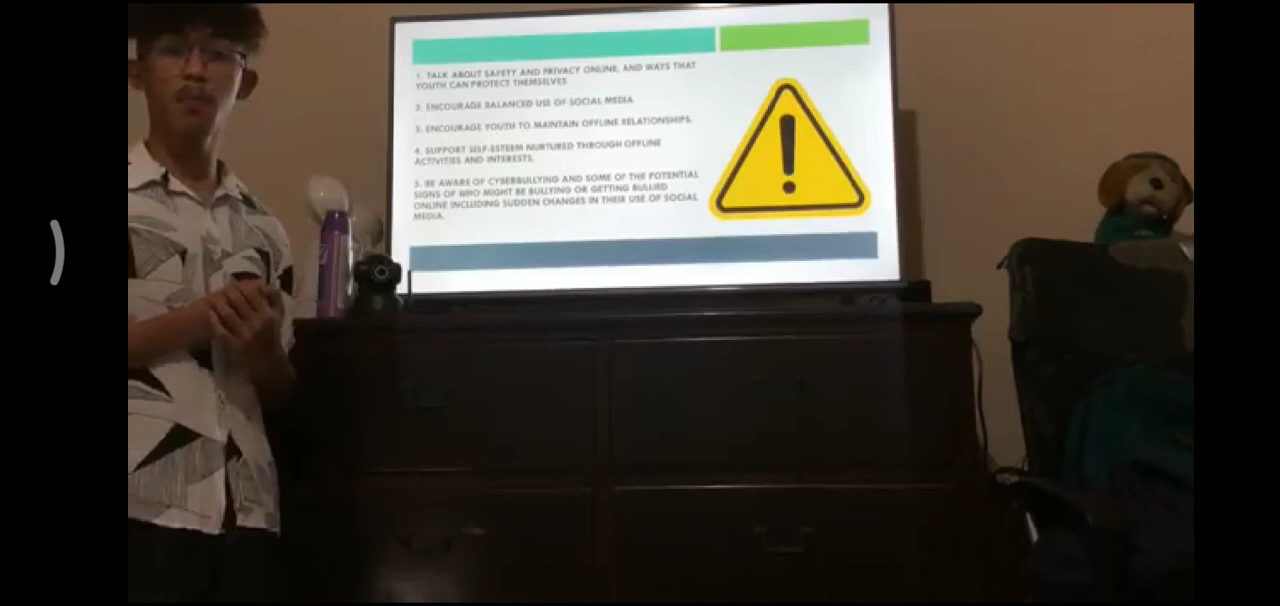 1. TALK ABOUT SAFETY AND PRIVACY ONLINE, AND WAYS THAT
YOUTH CAN PROTECT THEMSELVES
2. ENCOURAGE BALANCED USE OF SOCIAL MEDIA
3. ENCOURAGE YOUTH TO MAINTAIN OFFLINE RELATIONSHIPS.
4. SUPPORT SELF-ESTEEM NURTURED THROUGH OFFLINE
ACTIVITIES AND INTERESTS.
5. BE AWARE OF CYBERBULLYING AND SOME OF THE POTENTIAL
SIGNS OF WHO MIGHT BE BULLYING OR GETTING BULLIED
ONLINE INCLUDING SUDDEN CHANGES IN THEIR USE OF SOCIAL
MEDIA.
!